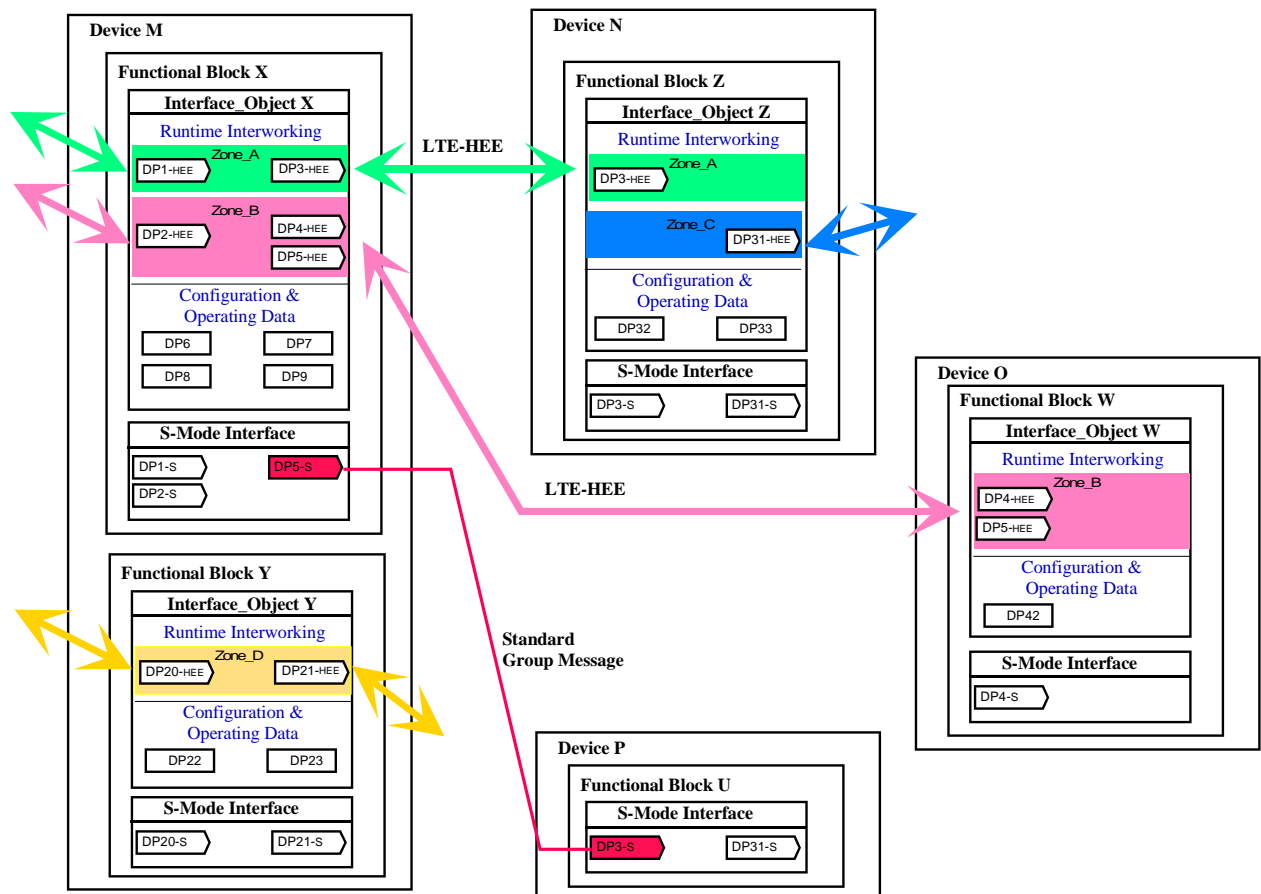 Device M
Functional Block X
Interface_Object X
Runtime Interworking
Zone_A
DP1-HEE
DP3-HEE
Zone_B
DP2-HEE
DP4-HEE
DP5-HEE
Configuration &
Operating Data
DP6
DP7
DP8
DP9
S-Mode Interface
DP1-S
DP5-S
DP2-S
Functional Block Y
Interface_Object Y
Runtime Interworking
Zone_D
DP20-HEE
DP21-HEE
Configuration &
Operating Data
DP22
DP23
S-Mode Interface
DP20-S
DP21-S
LTE-HEE
LTE-HEE
Standard
Group Message
Device N
Functional Block Z
Interface_Object Z
Runtime Interworking
Zone_A
DP3-HEE
Zone_C
DP31-HEE
Configuration &
Operating Data
DP32
DP33
S-Mode Interface
DP3-S
DP31-S
Device O
Functional Block W
Interface_Object W
Runtime Interworking
Zone_B
DP4-HEE
DP5-HEE
Configuration &
Operating Data
DP42
S-Mode Interface
DP4-S
Device P
Functional Block U
S-Mode Interface
DP3-S
DP31-S